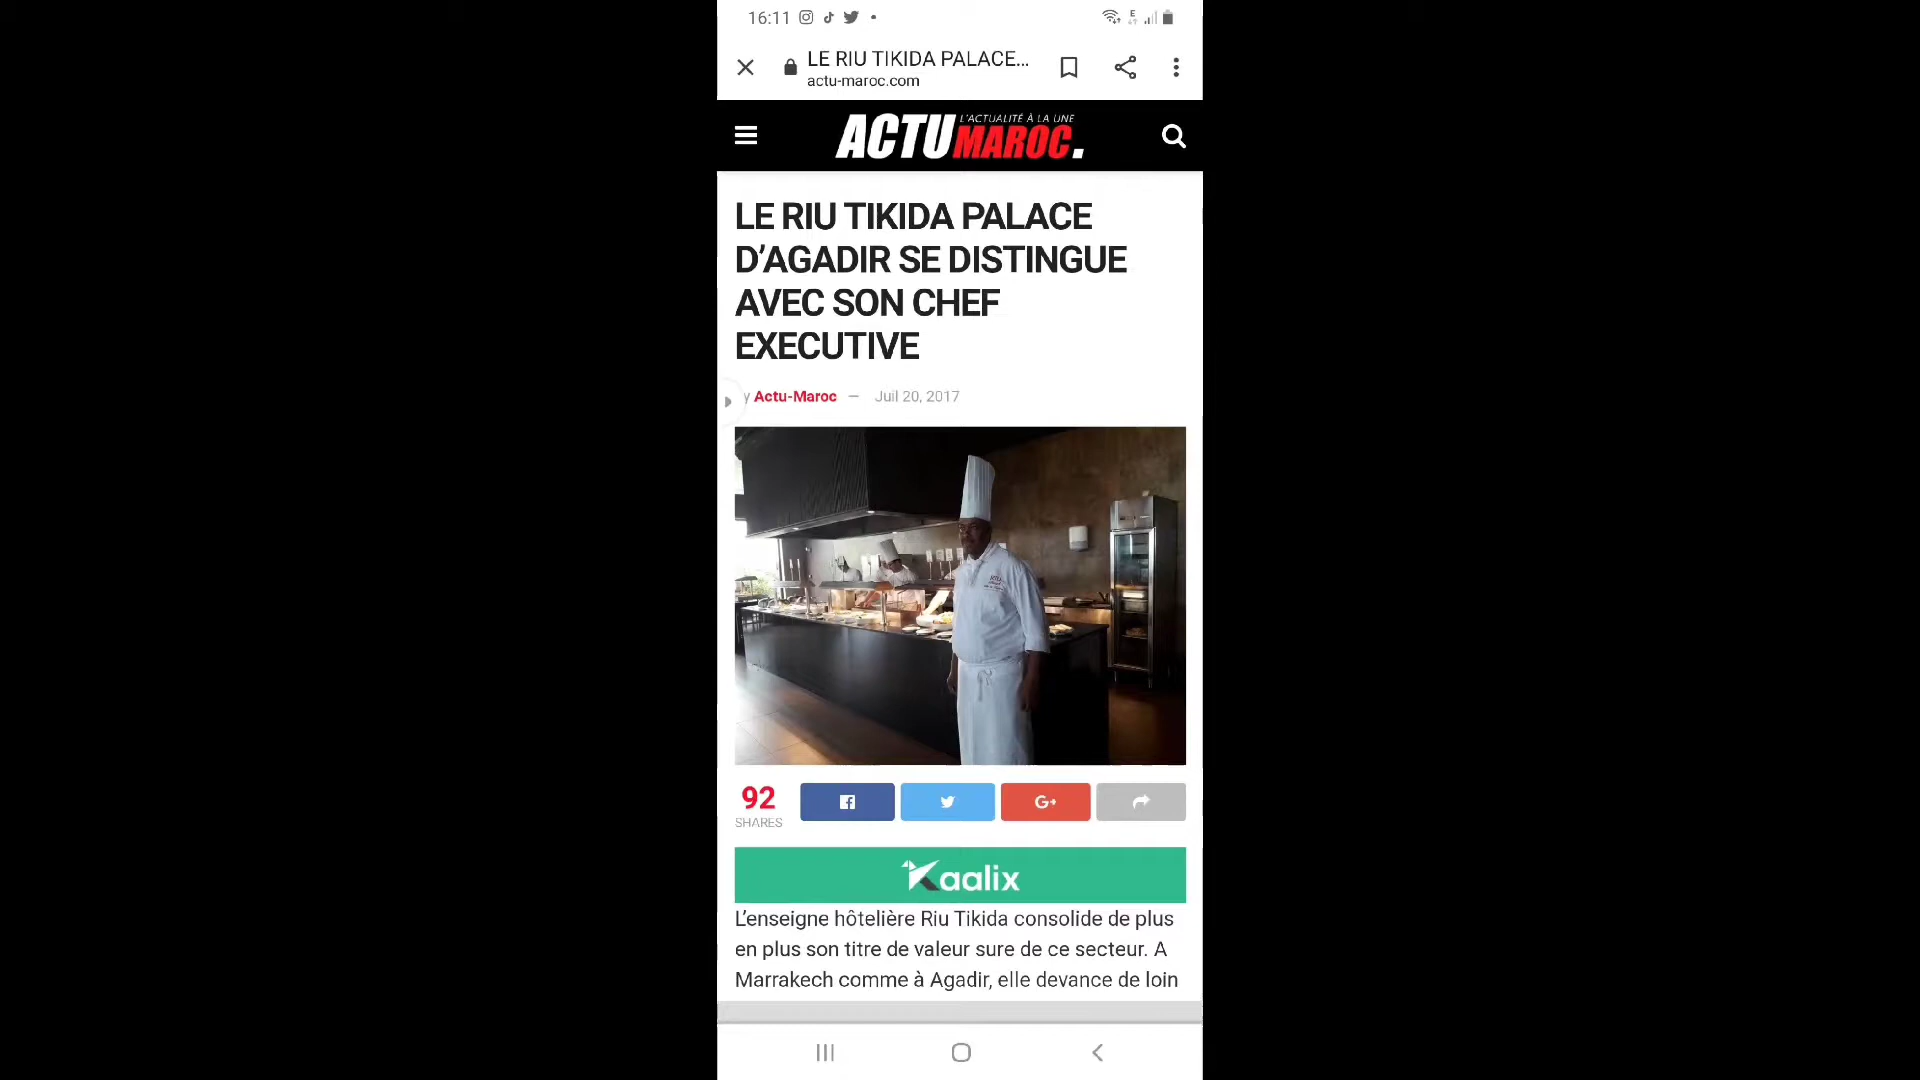 16:11
E
LE RIU TIKIDA PALACE...
actu-maroc.com
L'ACTUALITÉ À LA UNE
ACTU MAROC.
LE RIU TIKIDA PALACE
D'AGADIR SE DISTINGUE
AVEC SON CHEF
EXECUTIVE
y Actu-Maroc — Juil 20, 2017
92
SHARES
G+
Kaalix
L'enseigne hôtelière Riu Tikida consolide de plus
en plus son titre de valeur sure de ce secteur. A
Marrakech comme à Agadir, elle devance de loin